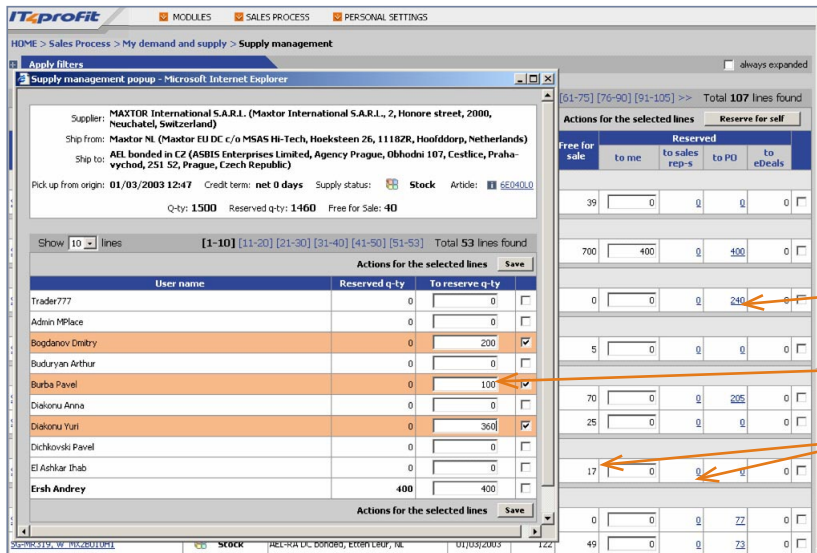 IT4profit
MODULES SALES PROCESS PERSONAL SETTINGS
HOME > Sales Process > My demand and supply > Supply management
Apply filters always expanded
Supply management popup - Microsoft Internet Explorer
Supplier: MAXTOR International S.A.R.L. (Maxtor International S.A.R.L., 2, Honore street, 2000,
Neuchatel, Switzerland)
Ship from: Maxtor NL (Maxtor EU DC c/o MSAS Hi-Tech, Hoeksteen 26, 1118ZR, Hoofddorp, Netherlands)
Ship to: AEL bonded in CZ (ASBIS Enterprises Limited, Agency Prague, Obhodni 107, Cestlice, Praha-
vychod, 251 52, Prague, Czech Republic)
Pick up from origin: 01/03/2003 12:47 Credit term: net 0 days Supply status: Stock Article: 6E040L0
Q-ty: 1500 Reserved q-ty: 1460 Free for Sale: 40
Show 10 lines [1-10] [11-20] [21-30] [31-40] [41-50] [51-53] Total 53 lines found
Actions for the selected lines Save
User name Reserved q-ty To reserve q-ty
Trader777 0 0
Admin MPlace 0 0
Bogdanov Dmitry 0 200
Buduryan Arthur 0 0
Burba Pavel 0 100
Diakonu Anna 0 0
Diakonu Yuri 0 360
Dichkovski Pavel 0 0
El Ashkar Ihab 0 0
Ersh Andrey 400 400
Actions for the selected lines Save
[61-75] [76-90] [91-105] >> Total 107 lines found
Actions for the selected lines Reserve for self
Free for sale Reserved
to me to sales rep-s to PO to eDeals
39 0 0 0 0
700 400 0 400 0
0 0 0 240 0
5 0 0 0 0
70 0 0 205 0
25 0 0 0 0
17 0 0 0 0
0 0 0 77 0
Stock AEL-RA DC bonded, Etten Leur, NL 01/03/2003 122 49 0 0 73 0